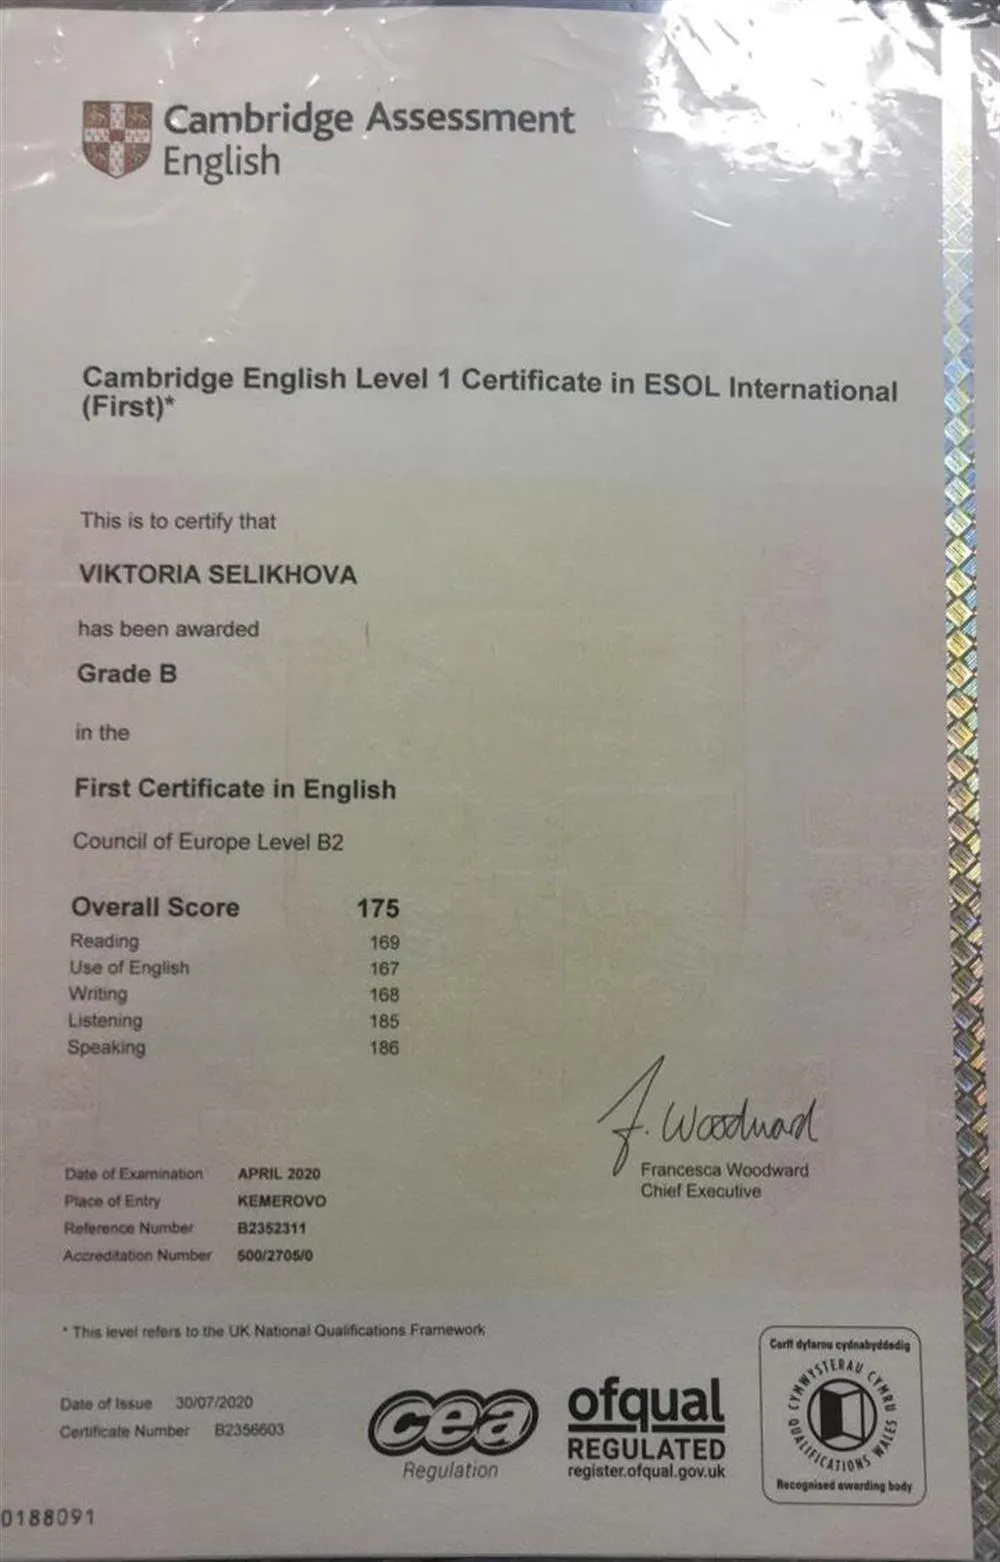 Cambridge Assessment
English
Cambridge English Level 1 Certificate in ESOL International
(First)*
This is to certify that
VIKTORIA SELIKHOVA
has been awarded
Grade B
in the
First Certificate in English
Council of Europe Level B2
Overall Score 175
Reading 169
Use of English 167
Writing 168
Listening 185
Speaking 186
F. Woodward
Francesca Woodward
Chief Executive
Date of Examination APRIL 2020
Place of Entry KEMEROVO
Reference Number B2352311
Accreditation Number 500/2705/0
* This level refers to the UK National Qualifications Framework
Date of Issue 30/07/2020
Certificate Number B2356603
cea
Regulation
ofqual
REGULATED
register.ofqual.gov.uk
Corff dyfarnu cydnabyddedig
CYMWYSTERAU CYMRU
QUALIFICATIONS WALES
Recognised awarding body
0188091